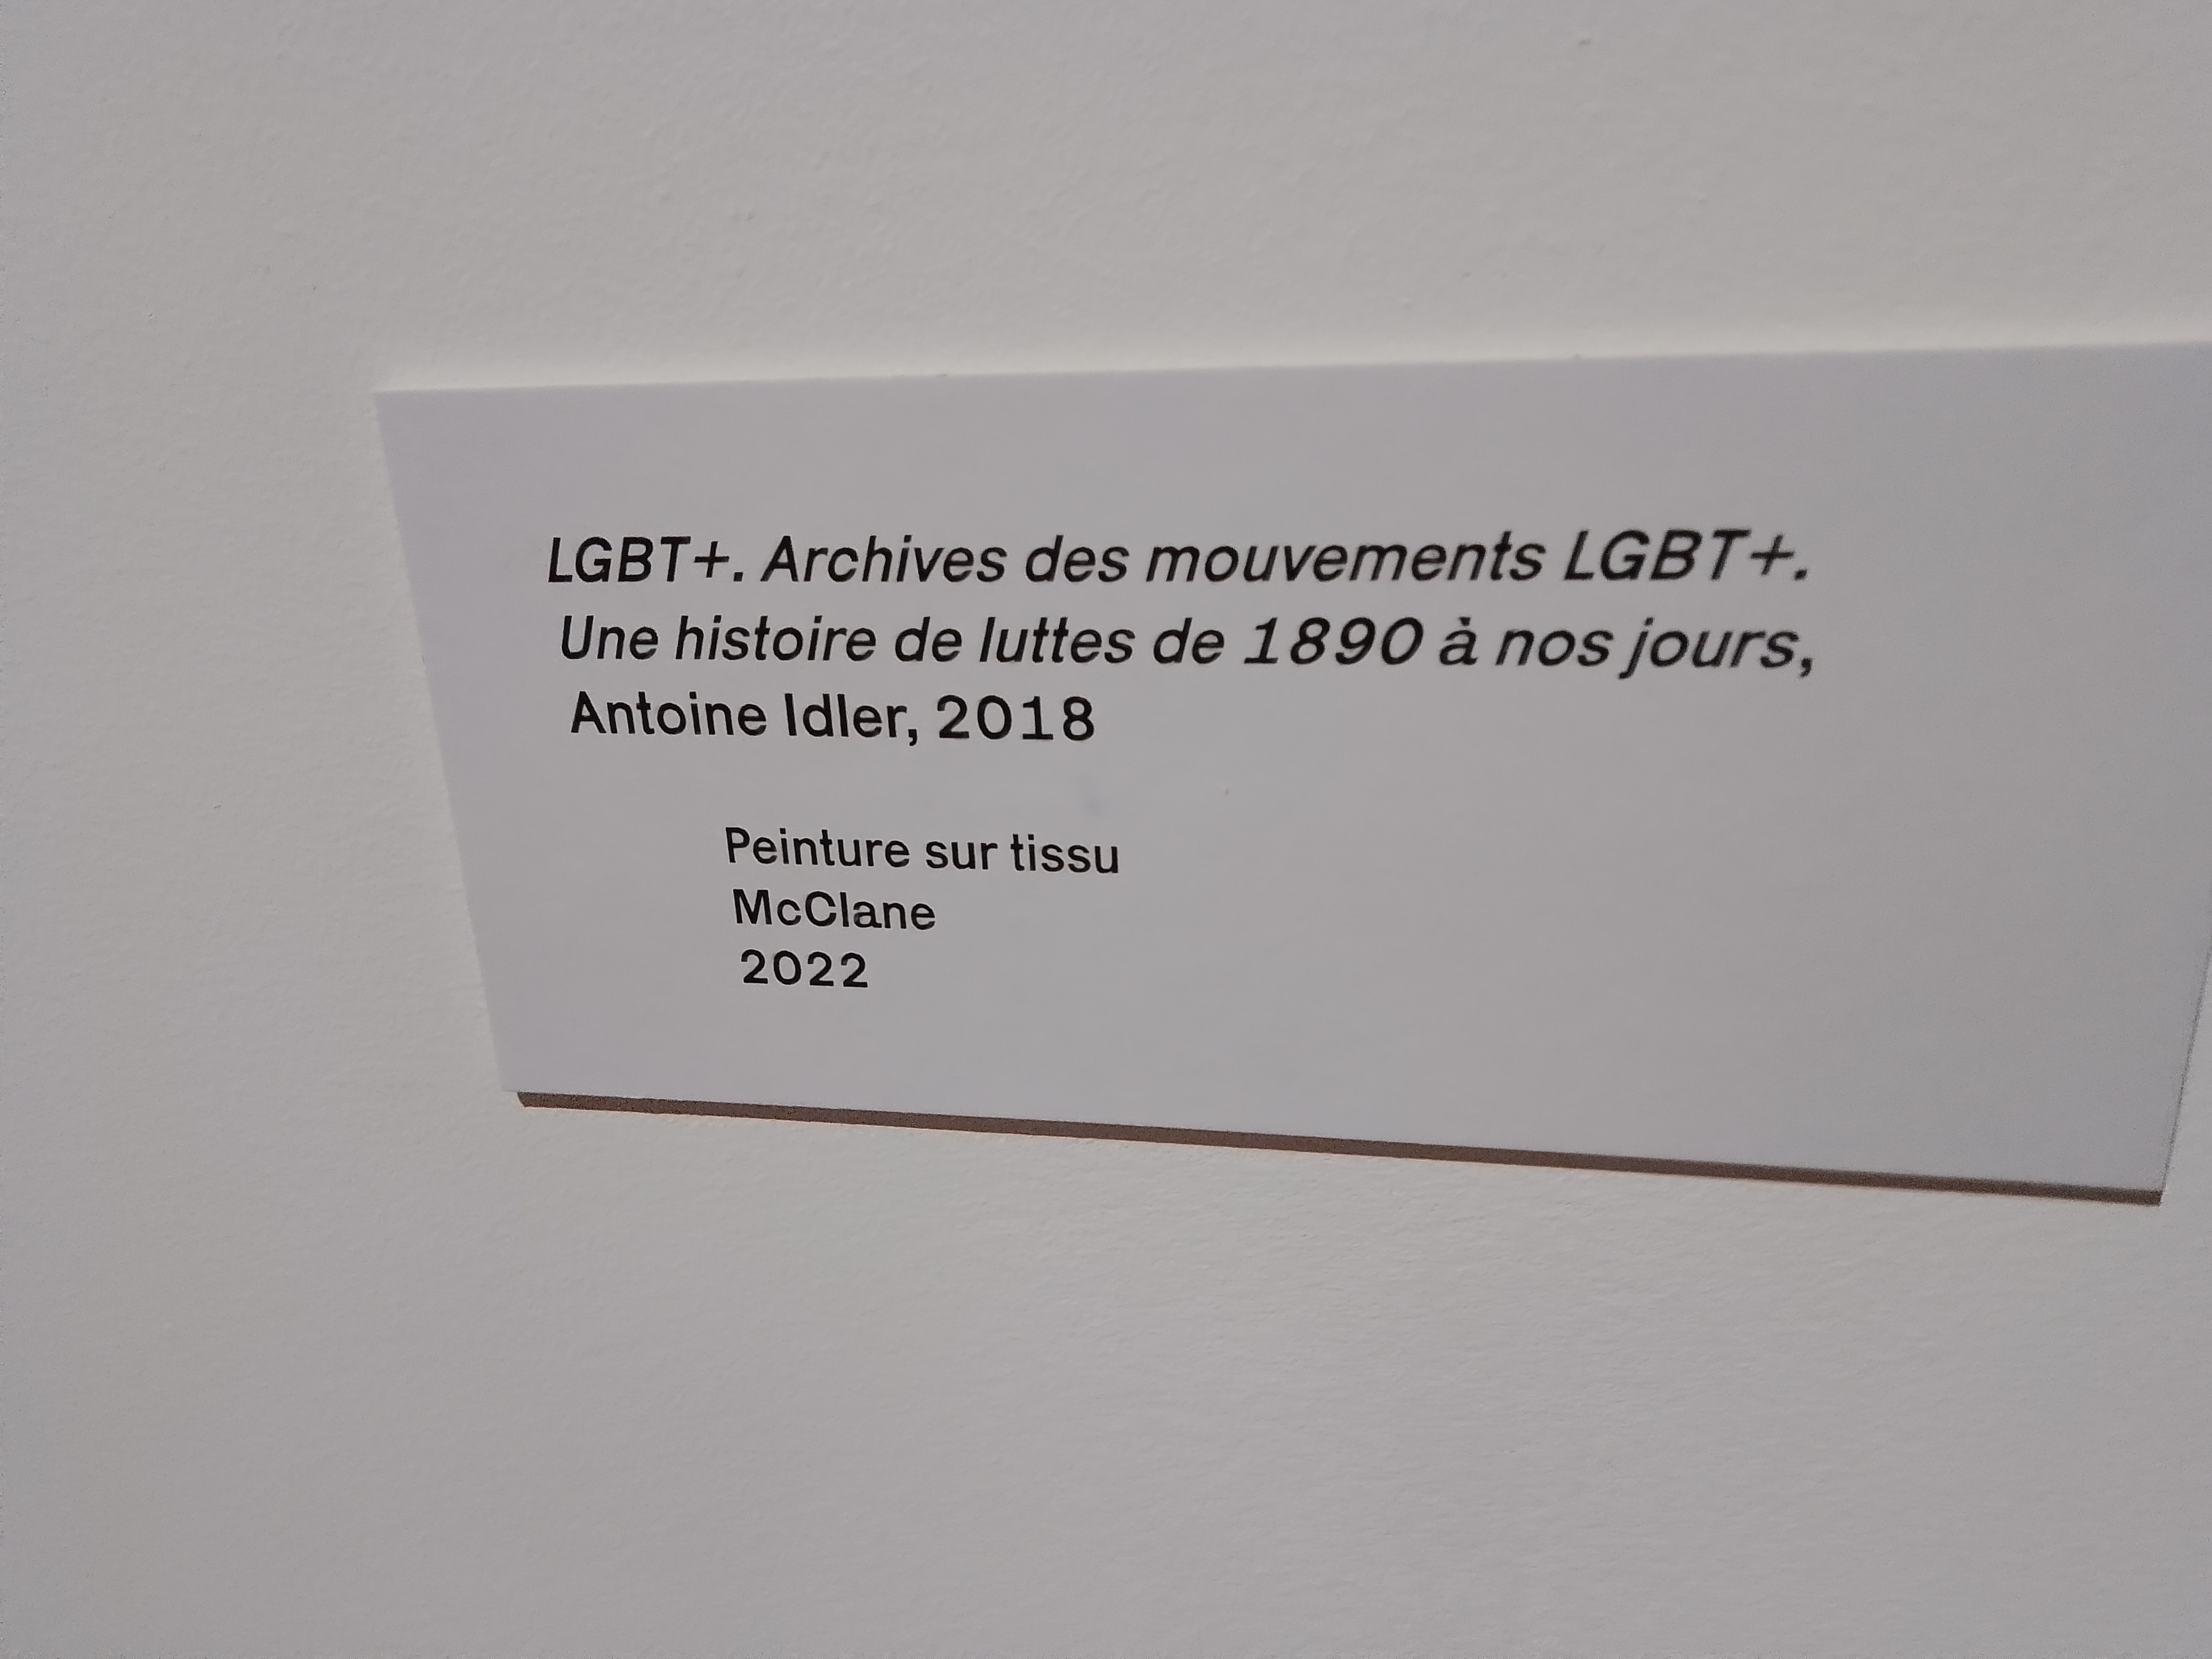 LGBT+. Archives des mouvements LGBT+.
Une histoire de luttes de 1890 à nos jours,
Antoine Idler, 2018
Peinture sur tissu
McClane
2022